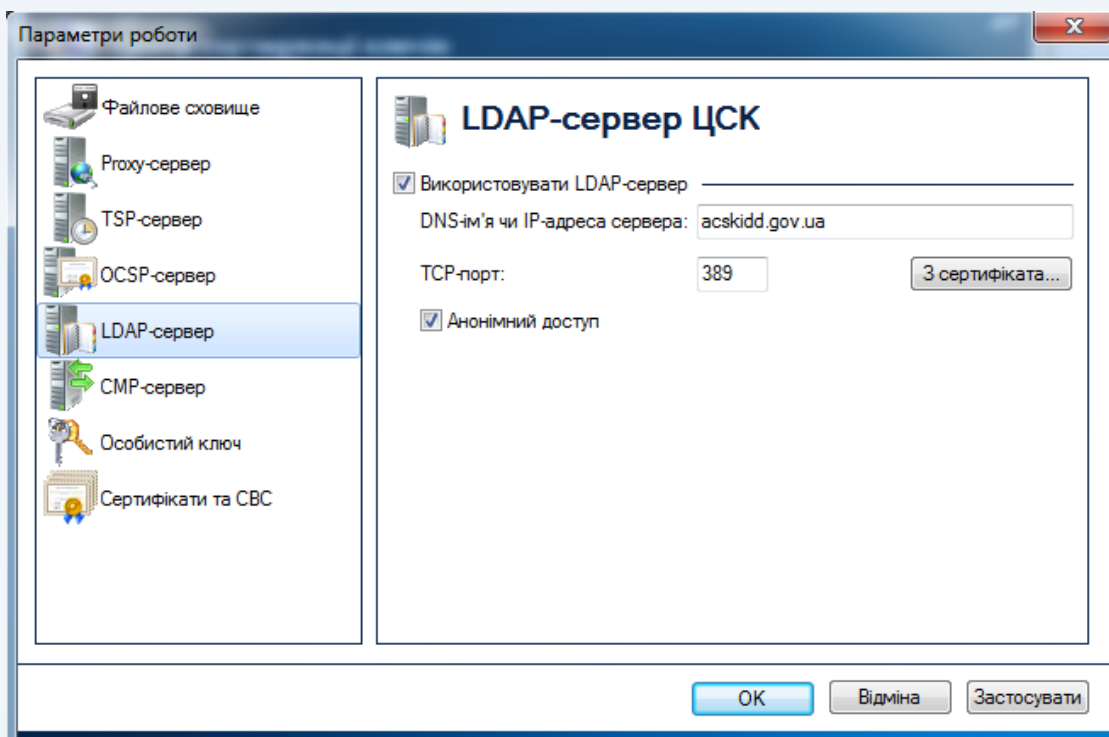 Параметри роботи
Файлове сховище
Proxy-сервер
TSP-сервер
OCSP-сервер
LDAP-сервер
CMP-сервер
Особистий ключ
Сертифікати та СВС
LDAP-сервер ЦСК
Використовувати LDAP-сервер
DNS-ім'я чи IP-адреса сервера: acskidd.gov.ua
TCP-порт: 389 З сертифіката...
Анонімний доступ
OK Відміна Застосувати